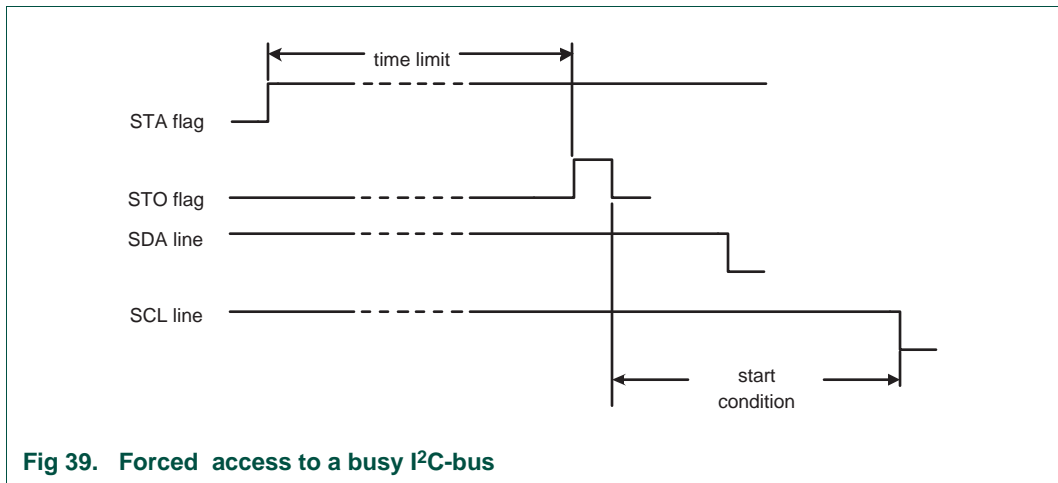 time limit
STA flag
STO flag
SDA line
SCL line
start
condition
Fig 39. Forced access to a busy I²C-bus